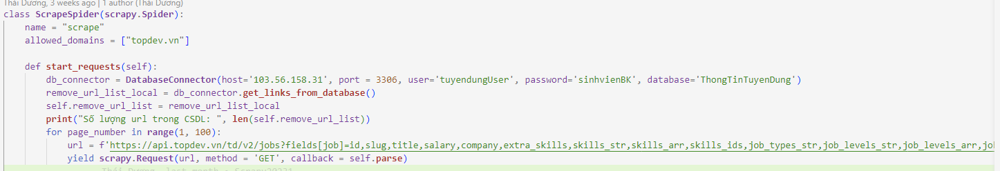 Thái Dương, 3 weeks ago | 1 author (Thái Dương)
class ScrapeSpider(scrapy.Spider):
    name = "scrape"
    allowed_domains = ["topdev.vn"]

    def start_requests(self):
        db_connector = DatabaseConnector(host='103.56.158.31', port = 3306, user='tuyendungUser', password='sinhvienBK', database='ThongTinTuyenDung')
        remove_url_list_local = db_connector.get_links_from_database()
        self.remove_url_list = remove_url_list_local
        print("Số lượng url trong CSDL: ", len(self.remove_url_list))
        for page_number in range(1, 100):
            url = f'https://api.topdev.vn/td/v2/jobs?fields[job]=id,slug,title,salary,company,extra_skills,skills_str,skills_arr,skills_ids,job_types_str,job_levels_str,job_levels_arr,jo
            yield scrapy.Request(url, method = 'GET', callback = self.parse)
Thái Dương, last month • Scrapy20231